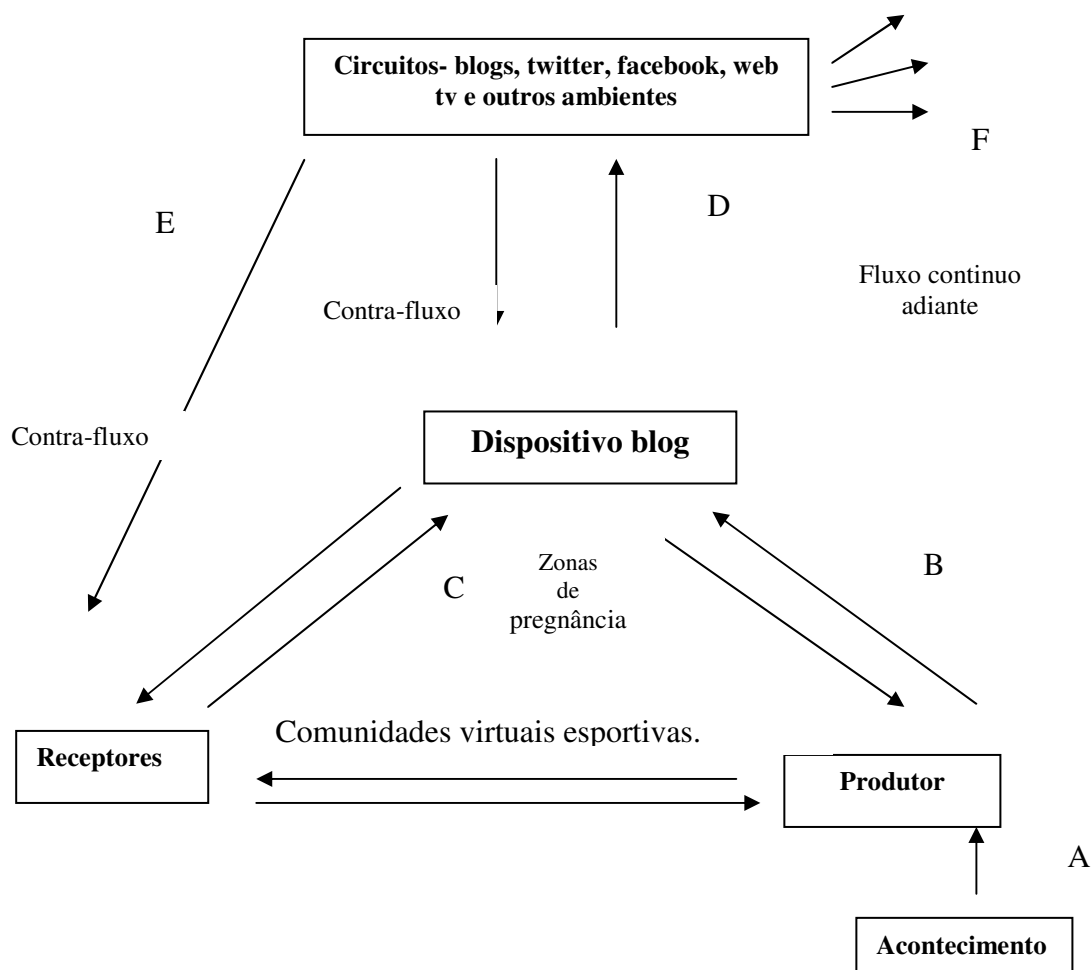 Circuitos- blogs, twitter, facebook, web
tv e outros ambientes
F
E
D
Fluxo continuo
adiante
Contra-fluxo
Contra-fluxo
Dispositivo blog
Zonas
de
pregnância
C
B
Comunidades virtuais esportivas.
Receptores
Produtor
A
Acontecimento